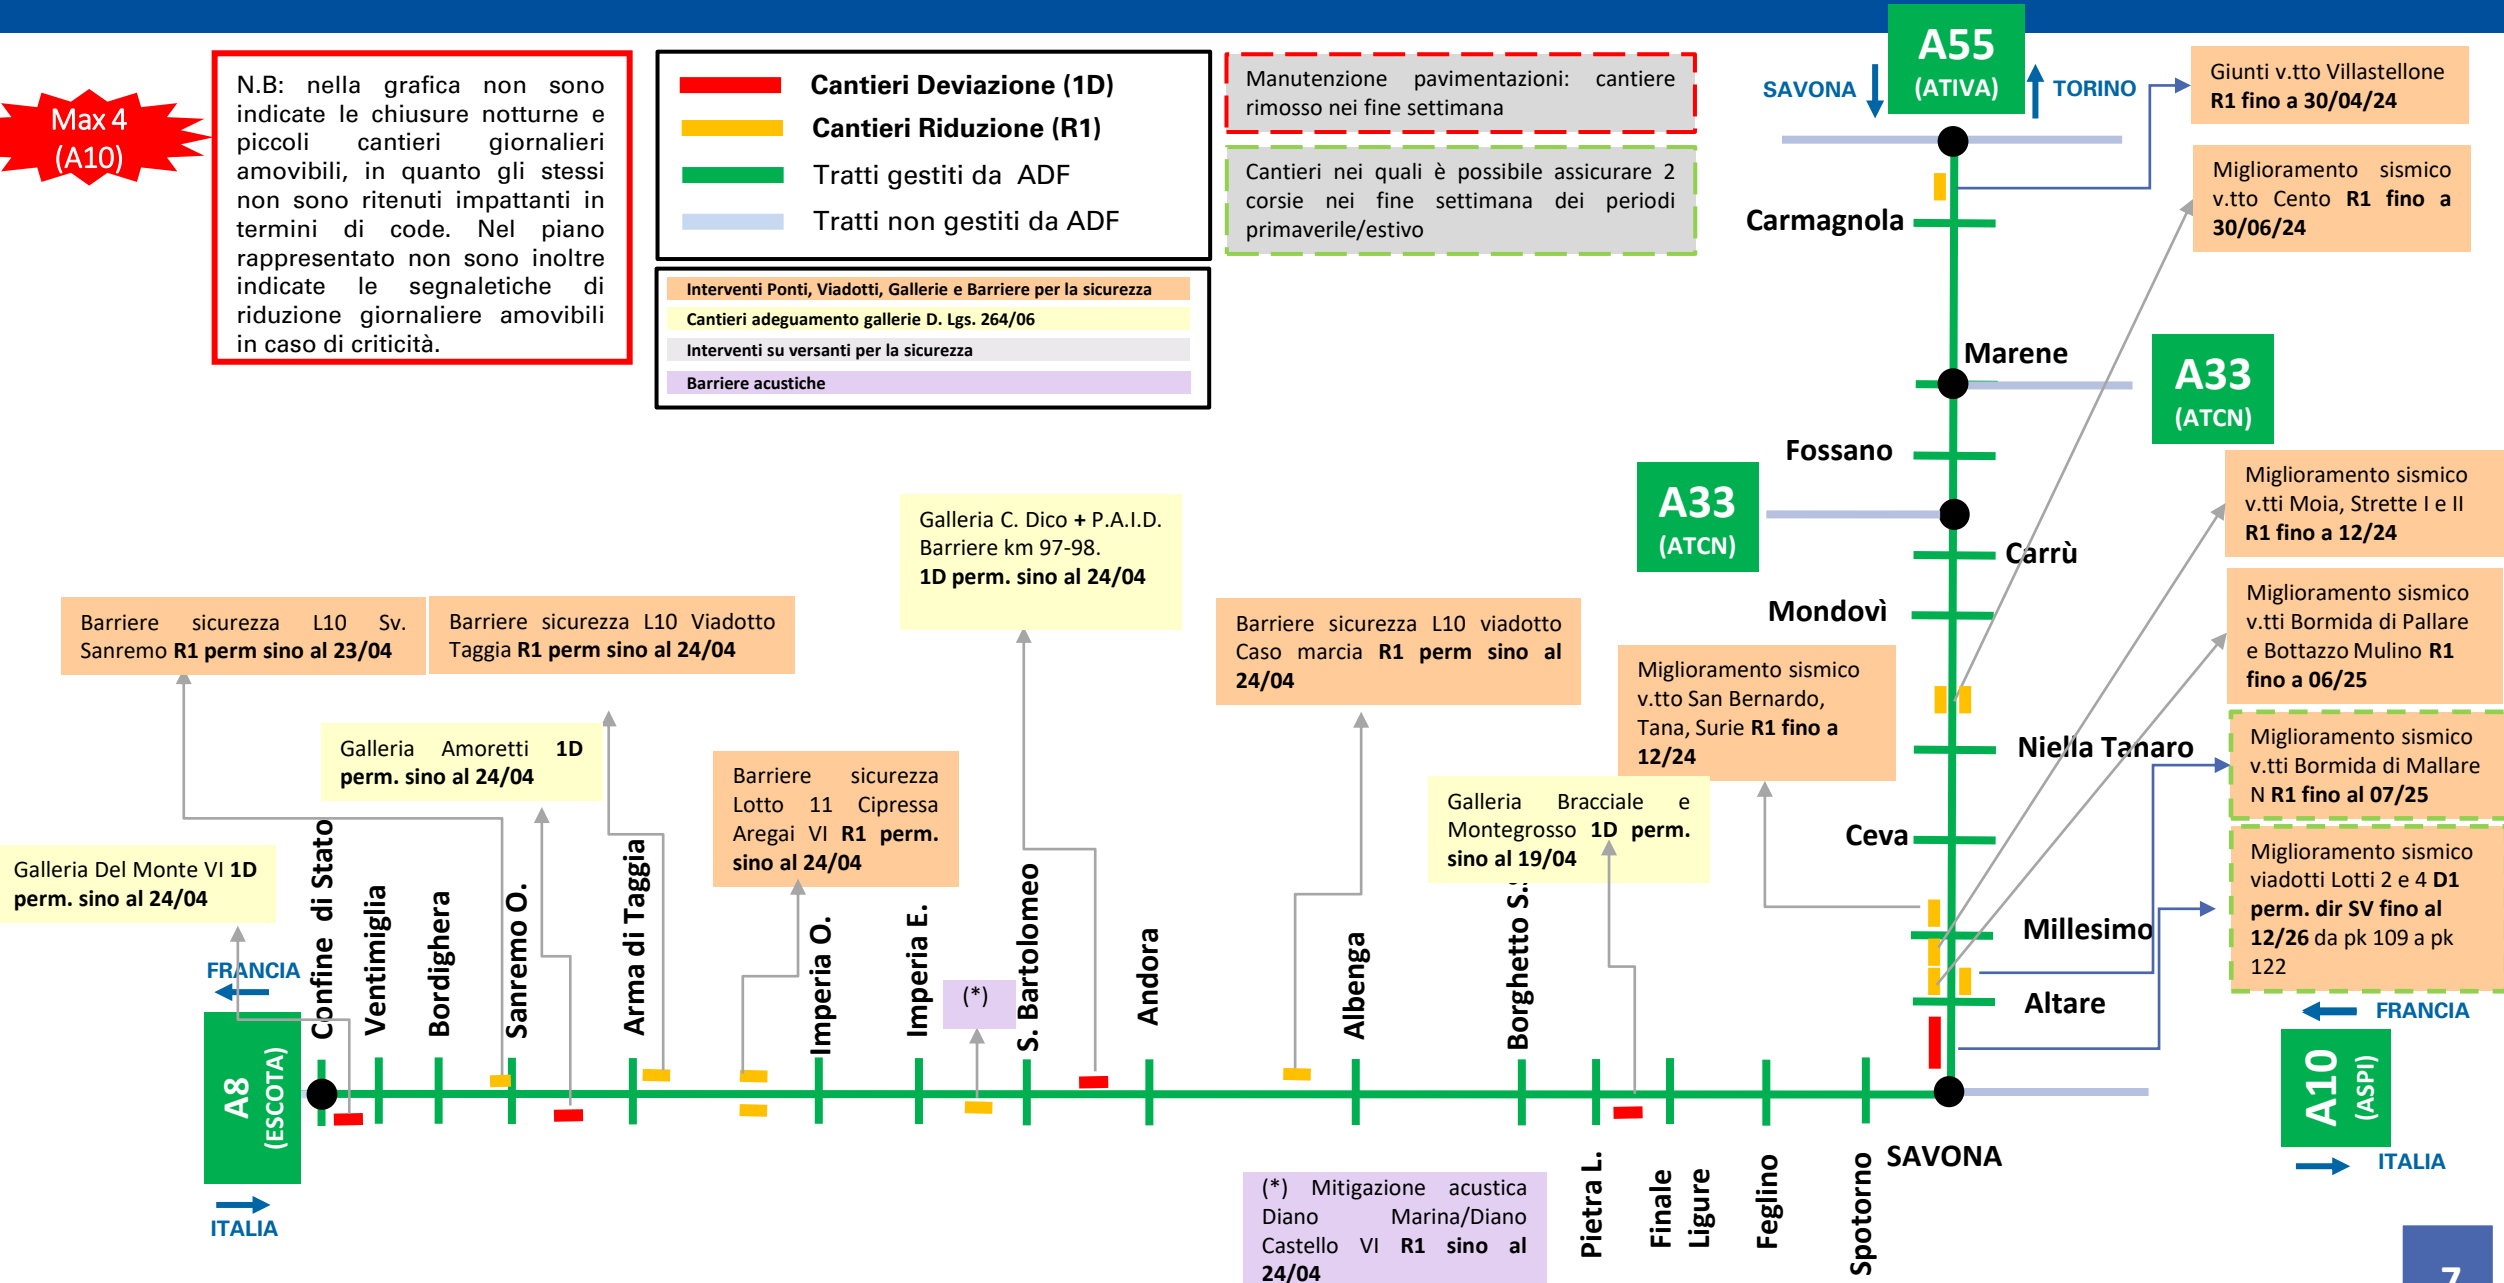 A55
(ATIVA)
SAVONA
TORINO
Max 4
(A10)
N.B: nella grafica non sono
indicate le chiusure notturne e
piccoli cantieri giornalieri
amovibili, in quanto gli stessi
non sono ritenuti impattanti in
termini di code. Nel piano
rappresentato non sono inoltre
indicate le segnaletiche di
riduzione giornaliere amovibili
in caso di criticità.
Cantieri Deviazione (1D)
Cantieri Riduzione (R1)
Tratti gestiti da ADF
Tratti non gestiti da ADF
Interventi Ponti, Viadotti, Gallerie e Barriere per la sicurezza
Cantieri adeguamento gallerie D. Lgs. 264/06
Interventi su versanti per la sicurezza
Barriere acustiche
Manutenzione pavimentazioni: cantiere
rimosso nei fine settimana
Cantieri nei quali è possibile assicurare 2
corsie nei fine settimana dei periodi
primaverile/estivo
Giunti v.tto Villastellone
R1 fino a 30/04/24
Miglioramento sismico
v.tto Cento R1 fino a
30/06/24
Carmagnola
Marene
A33
(ATCN)
Fossano
A33
(ATCN)
Carrù
Mondovì
Niella Tanaro
Ceva
Millesimo
Altare
Miglioramento sismico
v.tti Moia, Strette I e II
R1 fino a 12/24
Miglioramento sismico
v.tti Bormida di Pallare
e Bottazzo Mulino R1
fino a 06/25
Miglioramento sismico
v.tti Bormida di Mallare
N R1 fino al 07/25
Miglioramento sismico
viadotti Lotti 2 e 4 D1
perm. dir SV fino al
12/26 da pk 109 a pk
122
Galleria C. Dico + P.A.I.D.
Barriere km 97-98.
1D perm. sino al 24/04
Barriere sicurezza L10 Sv.
Sanremo R1 perm sino al 23/04
Barriere sicurezza L10 Viadotto
Taggia R1 perm sino al 24/04
Barriere sicurezza L10 viadotto
Caso marcia R1 perm sino al
24/04
Miglioramento sismico
v.tto San Bernardo,
Tana, Surie R1 fino a
12/24
Galleria Amoretti 1D
perm. sino al 24/04
Barriere sicurezza
Lotto 11 Cipressa
Aregai VI R1 perm.
sino al 24/04
Galleria Bracciale e
Montegrosso 1D perm.
sino al 19/04
Galleria Del Monte VI 1D
perm. sino al 24/04
FRANCIA
A8
(ESCOTA)
ITALIA
Confine di Stato
Ventimiglia
Bordighera
Sanremo O.
Arma di Taggia
Imperia O.
Imperia E.
(*)
S. Bartolomeo
Andora
Albenga
Borghetto S.
Pietra L.
Finale
Ligure
Feglino
Spotorno
SAVONA
FRANCIA
A10
(ASPI)
ITALIA
(*) Mitigazione acustica
Diano Marina/Diano
Castello VI R1 sino al
24/04
7